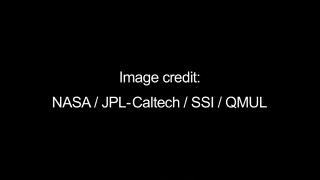 Image credit:
NASA / JPL-Caltech / SSI / QMUL